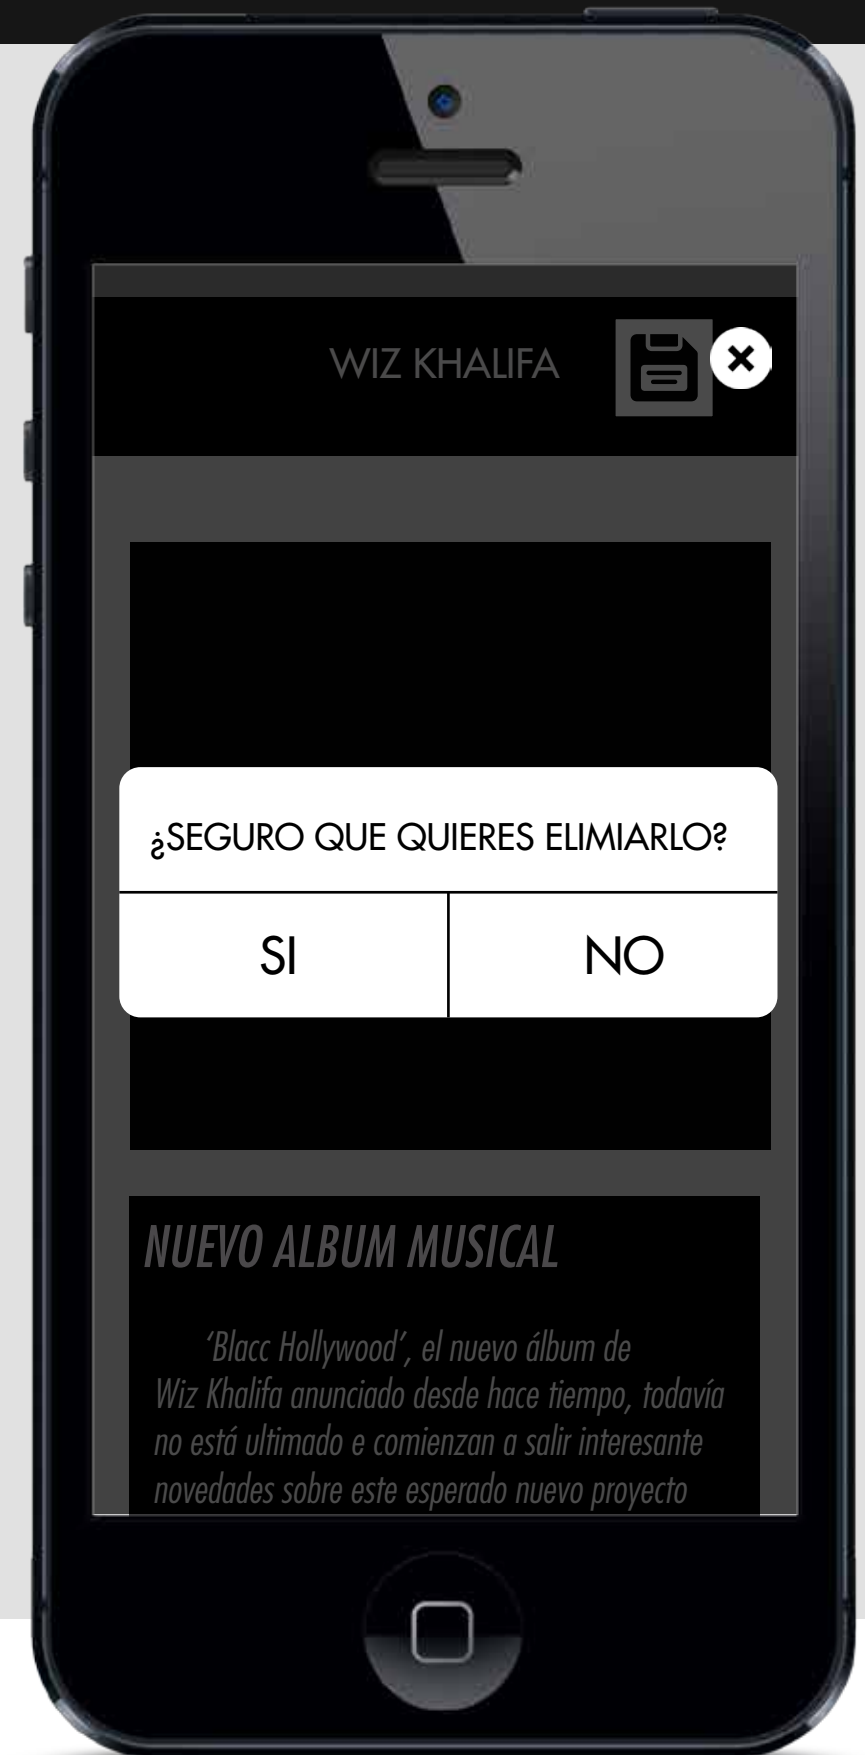 WIZ KHALIFA
¿SEGURO QUE QUIERES ELIMIARLO?
SI NO
NUEVO ALBUM MUSICAL
‘Blacc Hollywood’, el nuevo álbum de
Wiz Khalifa anunciado desde hace tiempo, todavía
no está ultimado e comienzan a salir interesante
novedades sobre este esperado nuevo proyecto